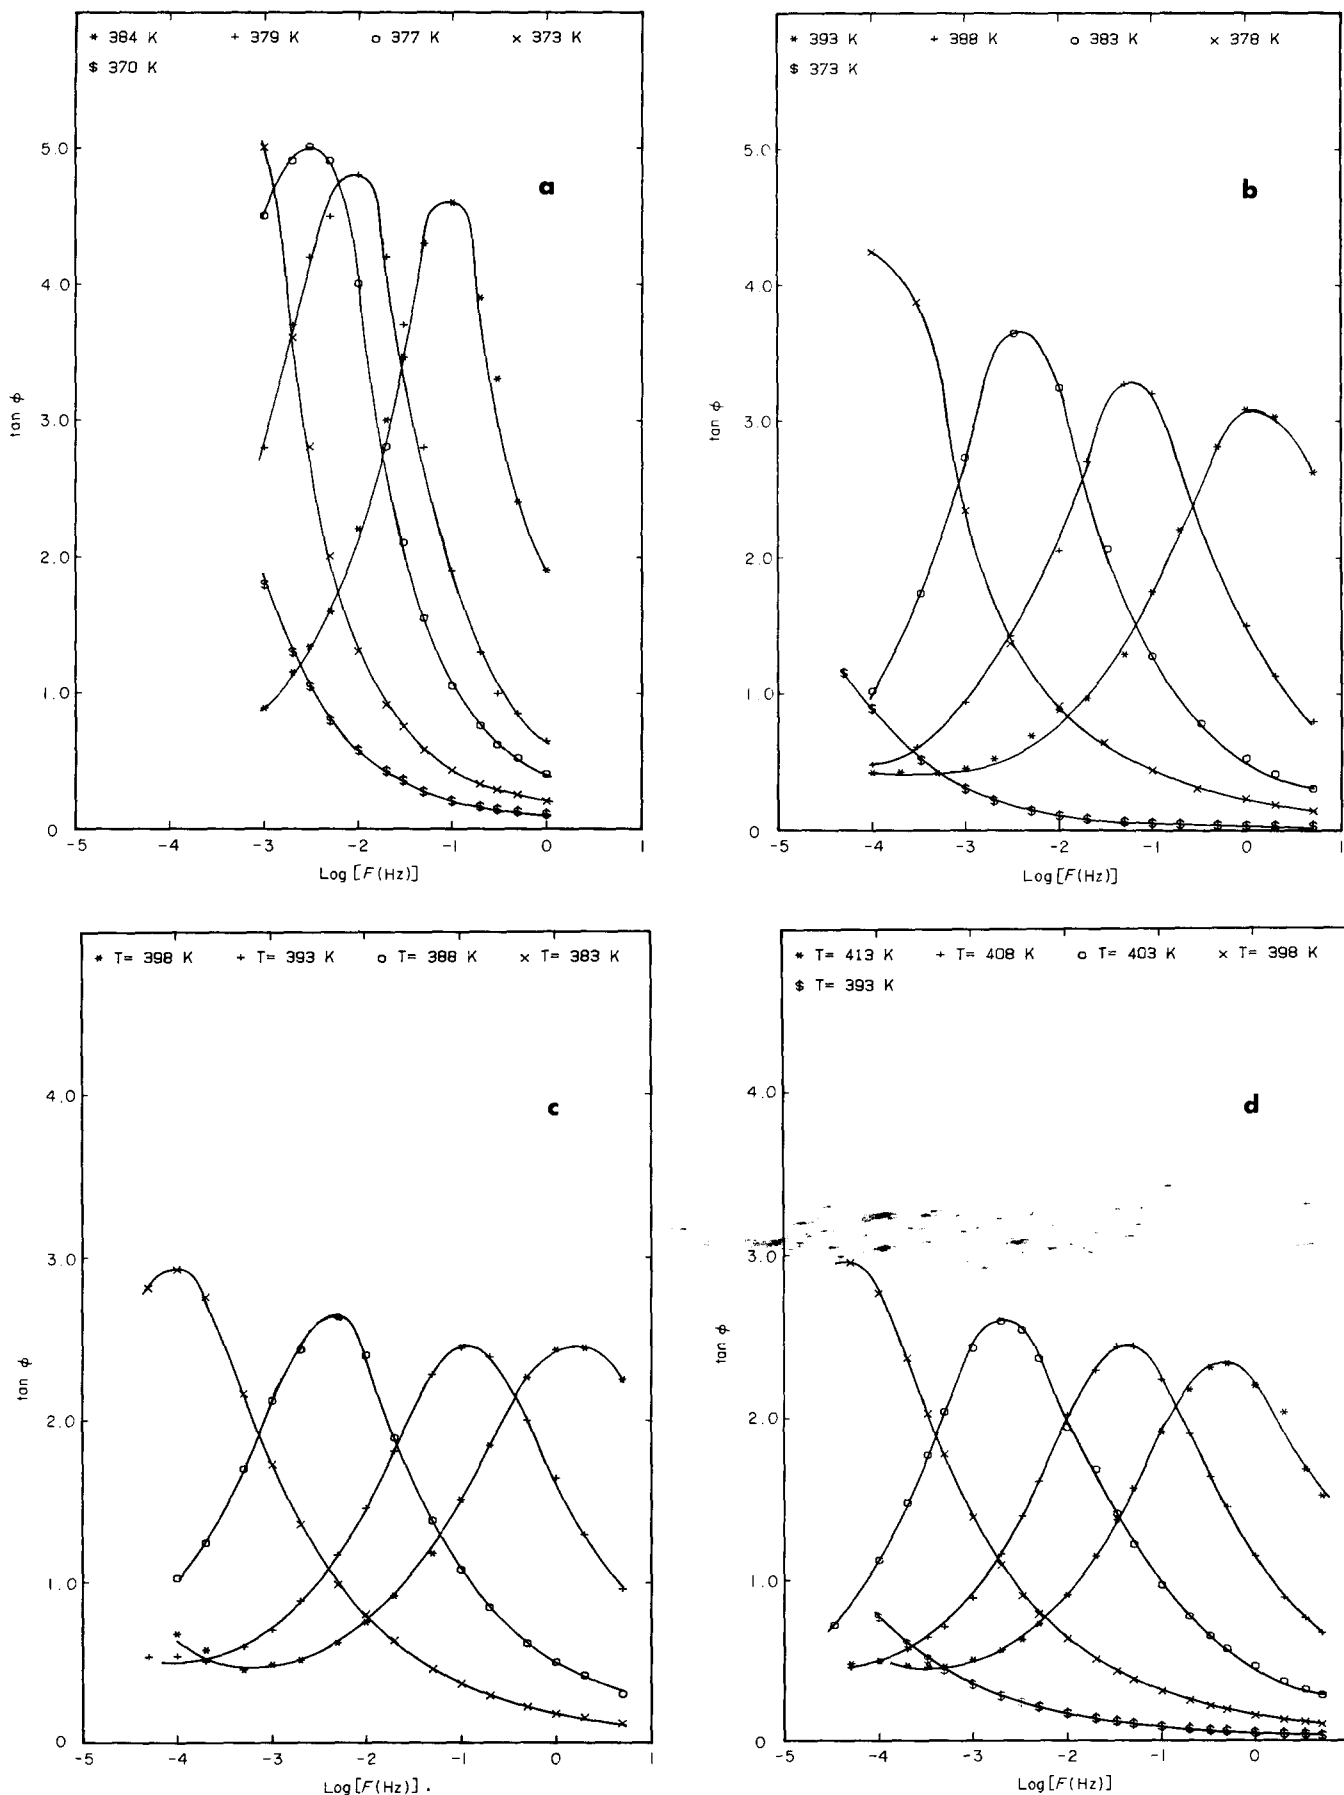 * 384 K + 379 K o 377 K × 373 K
$ 370 K
5.0
4.0
3.0
2.0
1.0
0
tan ϕ
a
-5 -4 -3 -2 -1 0 1
Log [F(Hz)]
* 393 K + 388 K o 383 K × 378 K
$ 373 K
5.0
4.0
3.0
2.0
1.0
0
tan ϕ
b
-5 -4 -3 -2 -1 0 1
Log [F(Hz)]
* T= 398 K + T= 393 K o T= 388 K × T= 383 K
4.0
3.0
2.0
1.0
0
tan ϕ
c
-5 -4 -3 -2 -1 0 1
Log [F(Hz)] .
* T= 413 K + T= 408 K o T= 403 K × T= 398 K
$ T= 393 K
4.0
3.0
2.0
1.0
0
tan ϕ
d
-5 -4 -3 -2 -1 0
Log [F(Hz)]